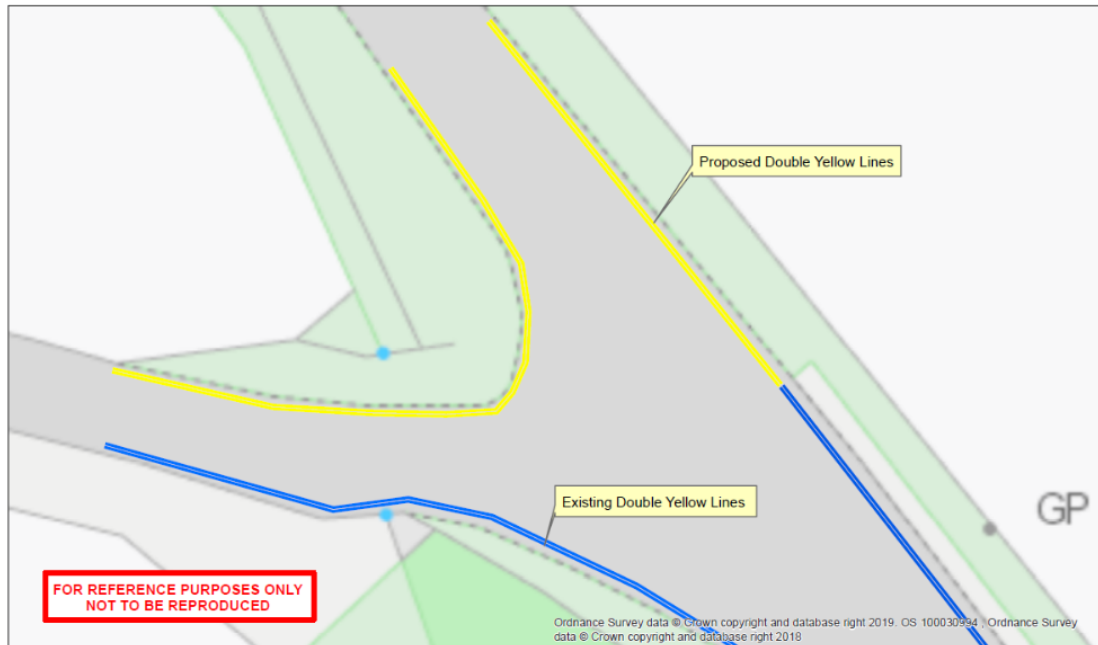 Proposed Double Yellow Lines
Existing Double Yellow Lines
GP
FOR REFERENCE PURPOSES ONLY
NOT TO BE REPRODUCED
Ordnance Survey data © Crown copyright and database right 2019. OS 100030994 , Ordnance Survey
data © Crown copyright and database right 2018